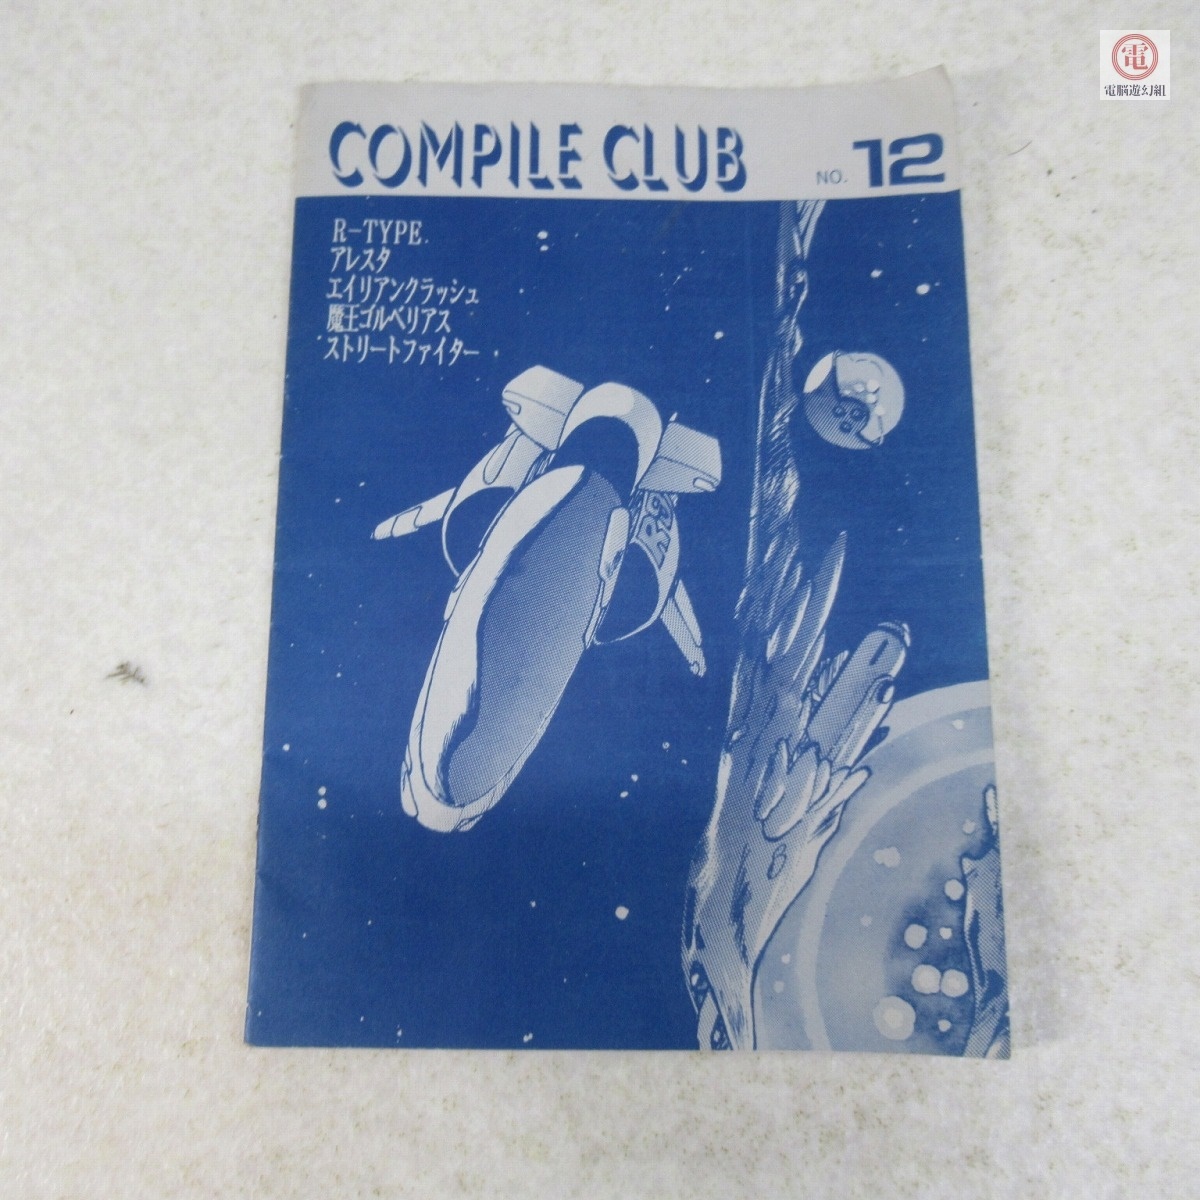 COMPILE CLUB NO. 12
R-TYPE
アレスタ
エイリアンクラッシュ
魔王ゴルベリアス
ストリートファイター
R9
電
電脳遊幻組